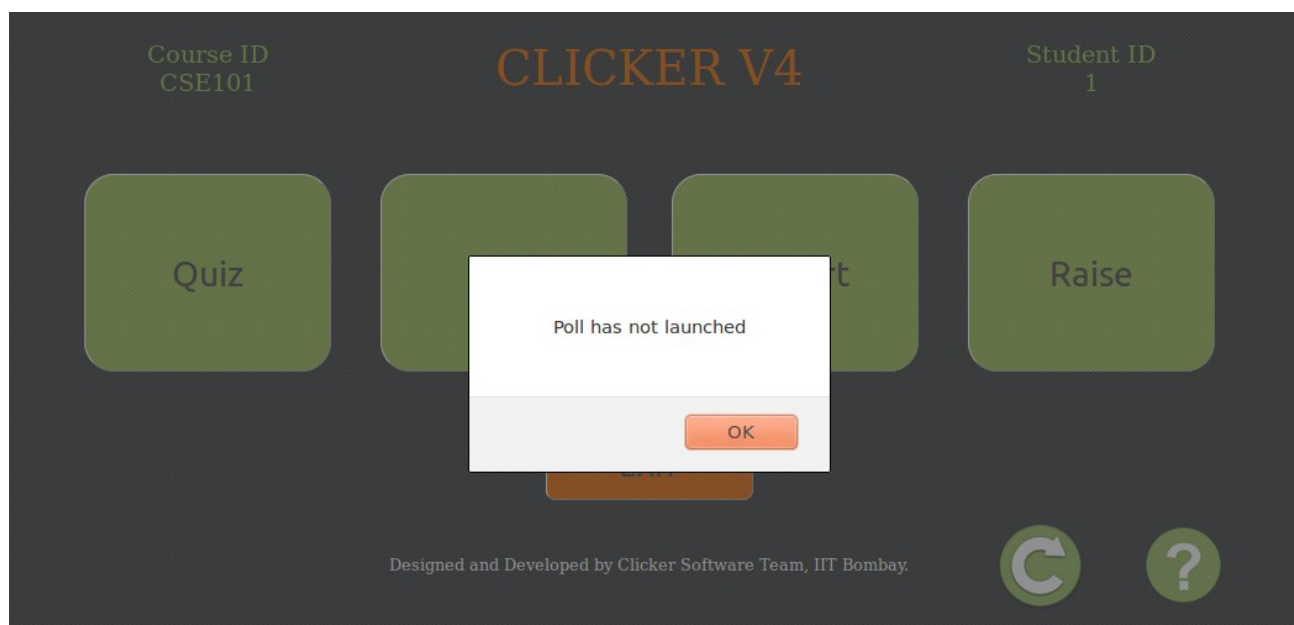 Course ID
CSE101
CLICKER V4
Student ID
1
Quiz
Raise
Poll has not launched
OK
Designed and Developed by Clicker Software Team, IIT Bombay.
?